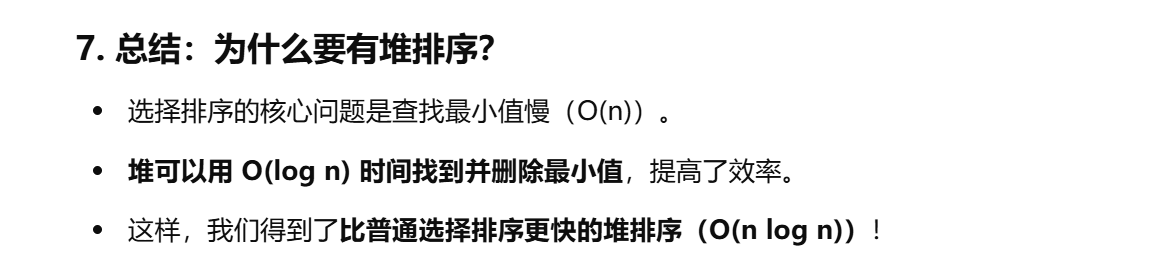 7. 总结：为什么要有堆排序？
• 选择排序的核心问题是查找最小值慢（O(n)）。
• 堆可以用 O(log n) 时间找到并删除最小值，提高了效率。
• 这样，我们得到了比普通选择排序更快的堆排序（O(n log n)）！